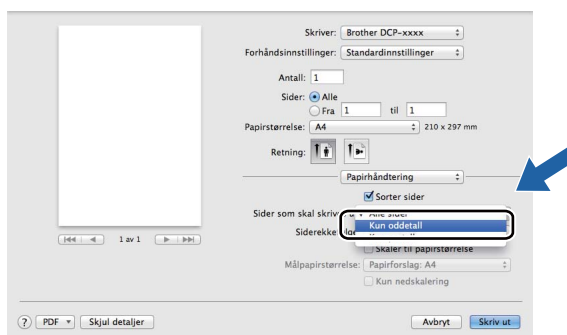 Skriver: Brother DCP-xxxx
Forhåndsinnstillinger: Standardinnstillinger
Antall: 1
Sider: Alle
Fra 1 til 1
Papirstørrelse: A4 210 x 297 mm
Retning:
Papirhåndtering
Sorter sider
Sider som skal skriv Alle sider
Kun oddetall
Siderekke
1 av 1
Skaler til papirstørrelse
Målpapirstørrelse: Papirforslag: A4
Kun nedskalering
? PDF Skjul detaljer Avbryt Skriv ut